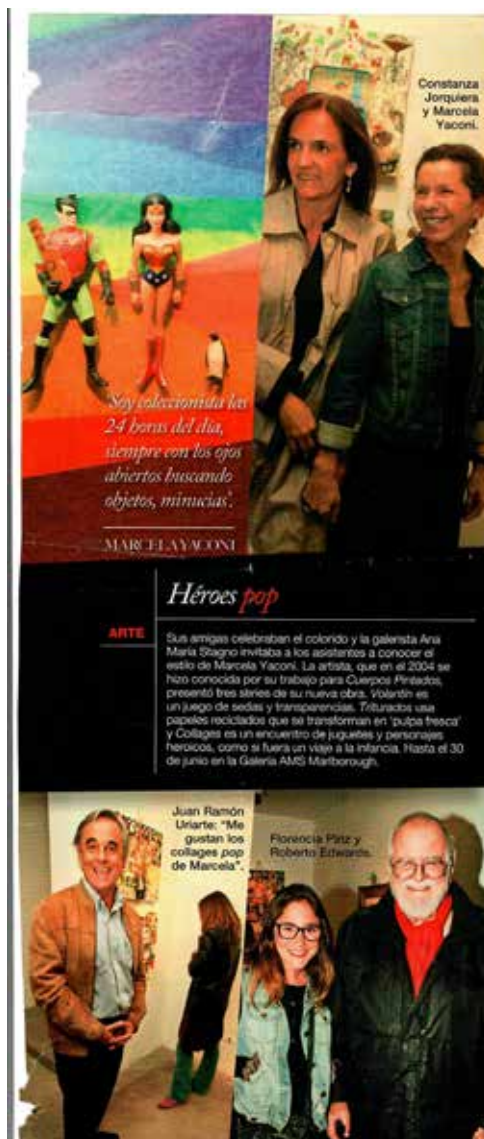 Constanza
Jorquiera
y Marcela
Yaconi.
'Soy coleccionista las
24 horas del día,
siempre con los ojos
abiertos buscando
objetos, minucias'.
MARCELA YACONI
Héroes pop
ARTE
Sus amigas celebraban el colorido y la galerista Ana
María Stagno invitaba a los asistentes a conocer el
estilo de Marcela Yaconi. La artista, que en el 2004 se
hizo conocida por su trabajo para Cuerpos Pintados,
presentó tres series de su nueva obra. Volantín es
un juego de sedas y transparencias. Triturados usa
papeles reciclados que se transforman en 'pulpa fresca'
y Collages es un encuentro de juguetes y personajes
heroicos, como si fuera un viaje a la infancia. Hasta el 30
de junio en la Galería AMS Marlborough.
Juan Ramón
Uriarte: "Me
gustan los
collages pop
de Marcela".
Florencia Pinz y
Roberto Edwards.